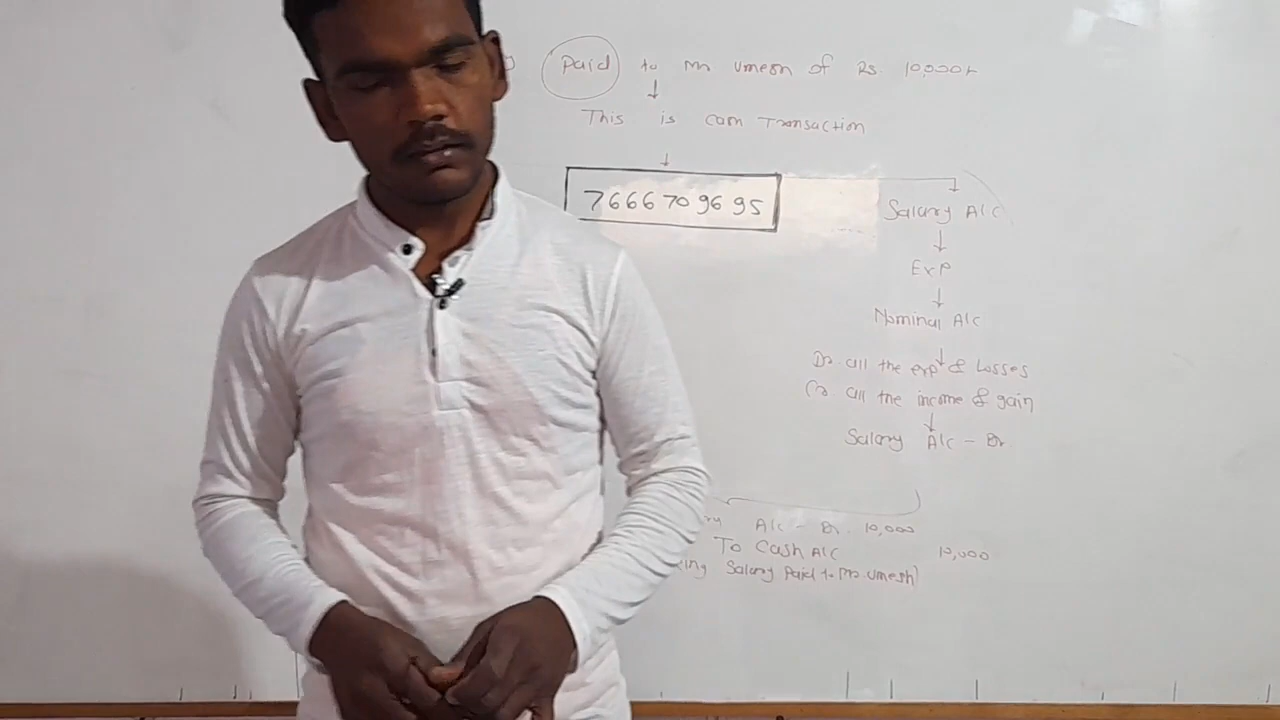 Paid to Mr Umesh of Rs 10,000/-
This is cash Transaction
7666709695
Salary A/c
Exp
Nominal A/c
Dr. all the exp & Losses
Cr. all the income & gain
Salary A/c - Dr.
A/c - Dr. 10,000
To Cash A/c 10,000
Salary Paid to Mr. Umesh)